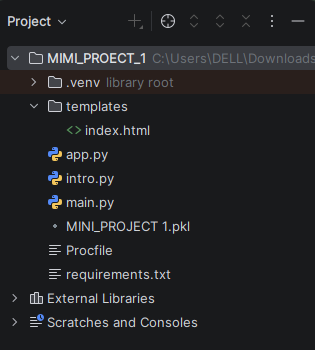 Project
MIMI_PROECT_1 C:\Users\DELL\Downloads
.venv library root
templates
<> index.html
app.py
intro.py
main.py
MINI_PROJECT 1.pkl
Procfile
requirements.txt
External Libraries
Scratches and Consoles